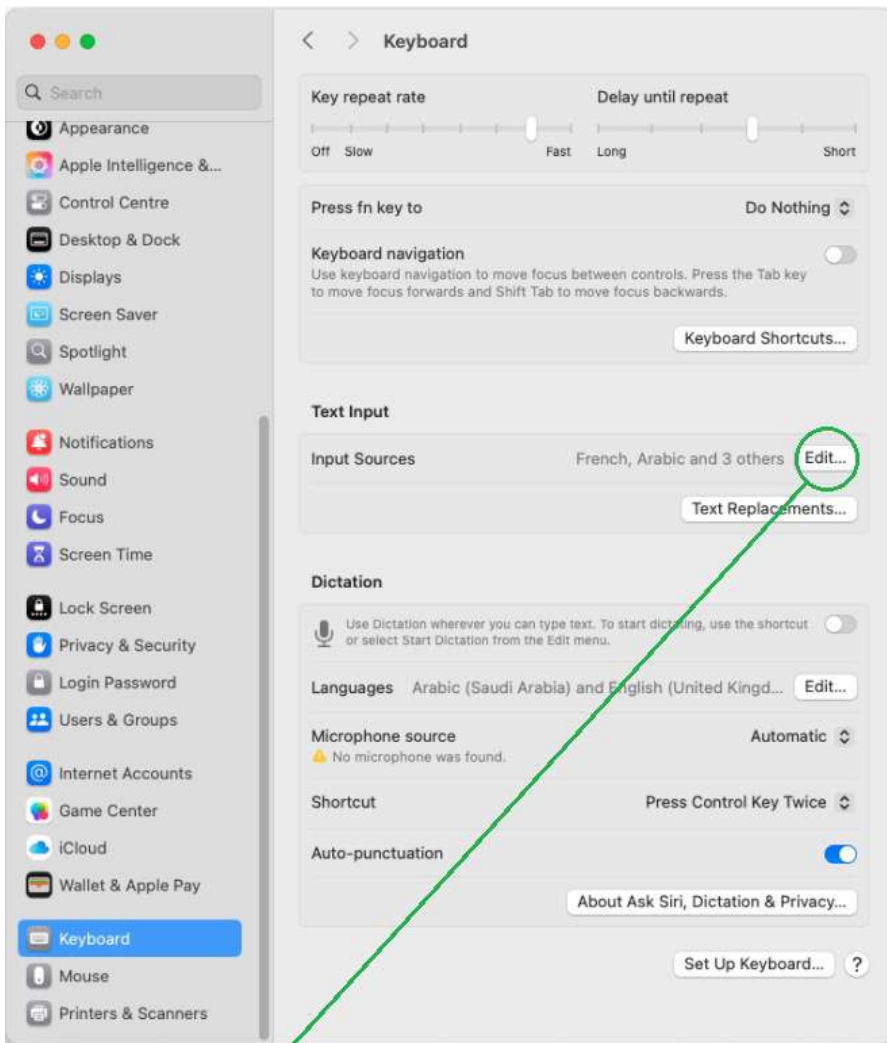 Search
Appearance
Apple Intelligence &...
Control Centre
Desktop & Dock
Displays
Screen Saver
Spotlight
Wallpaper
Notifications
Sound
Focus
Screen Time
Lock Screen
Privacy & Security
Login Password
Users & Groups
Internet Accounts
Game Center
iCloud
Wallet & Apple Pay
Keyboard
Mouse
Printers & Scanners
Keyboard
Key repeat rate
Delay until repeat
Off Slow Fast
Long Short
Press fn key to Do Nothing
Keyboard navigation
Use keyboard navigation to move focus between controls. Press the Tab key
to move focus forwards and Shift Tab to move focus backwards.
Keyboard Shortcuts...
Text Input
Input Sources French, Arabic and 3 others Edit...
Text Replacements...
Dictation
Use Dictation wherever you can type text. To start dictating, use the shortcut
or select Start Dictation from the Edit menu.
Languages Arabic (Saudi Arabia) and English (United Kingd... Edit...
Microphone source Automatic
No microphone was found.
Shortcut Press Control Key Twice
Auto-punctuation
About Ask Siri, Dictation & Privacy...
Set Up Keyboard... ?